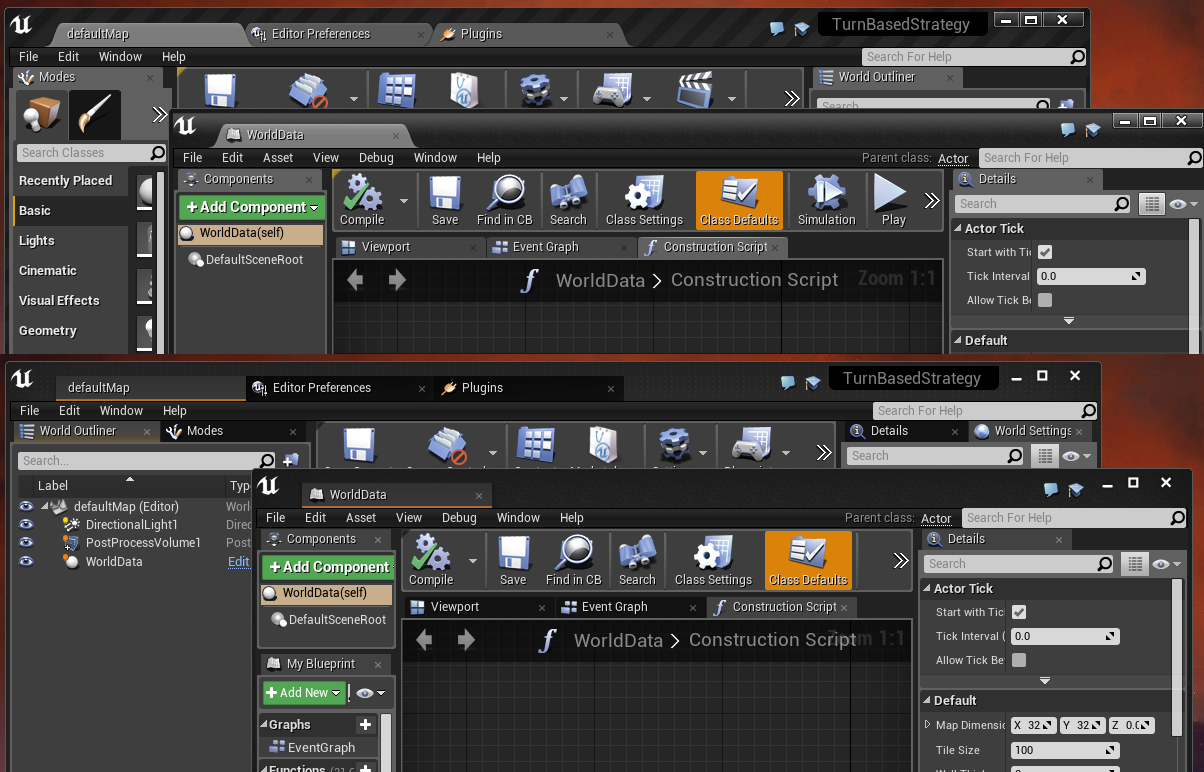 defaultMap Editor Preferences Plugins TurnBasedStrategy
File Edit Window Help Search For Help
Modes World Outliner
Search
Search Classes WorldData
File Edit Asset View Debug Window Help Parent class: Actor Search For Help
Recently Placed Components Details
Basic + Add Component Compile Save Find in CB Search Class Settings Class Defaults Simulation Play Search
Lights WorldData(self) Actor Tick
Viewport Event Graph Construction Script Start with Tic
Cinematic DefaultSceneRoot
WorldData > Construction Script Zoom 1:1 Tick Interval 0.0
Visual Effects Allow Tick Be
Geometry Default
defaultMap Editor Preferences Plugins TurnBasedStrategy
File Edit Window Help Search For Help
World Outliner Modes Details World Settings
Search... Search
Label Typ
WorldData
defaultMap (Editor) Worl
File Edit Asset View Debug Window Help Parent class: Actor Search For Help
DirectionalLight1 Direc
Components Details
PostProcessVolume1 Post
WorldData Edit
+ Add Component Compile Save Find in CB Search Class Settings Class Defaults Search
WorldData(self) Actor Tick
Viewport Event Graph Construction Script Start with Tick
DefaultSceneRoot
WorldData > Construction Script 1:1 Tick Interval ( 0.0
My Blueprint Allow Tick Be
+ Add New
Default
Graphs + Map Dimensio X 32 Y 32 Z 0.0
EventGraph Tile Size 100
Functions